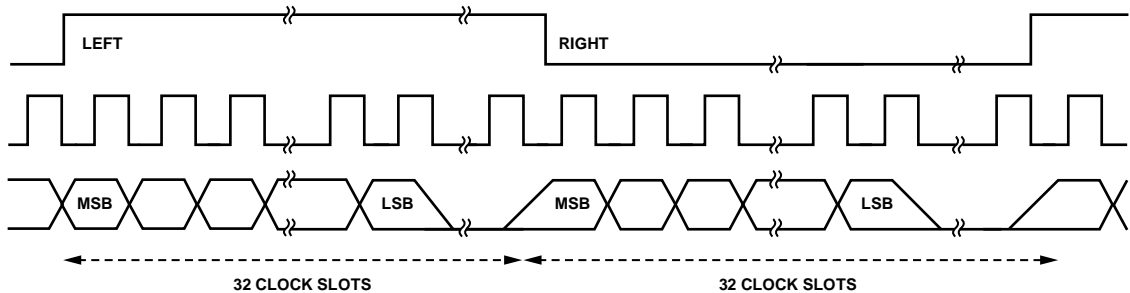 LEFT
RIGHT
MSB
LSB
MSB
LSB
32 CLOCK SLOTS
32 CLOCK SLOTS